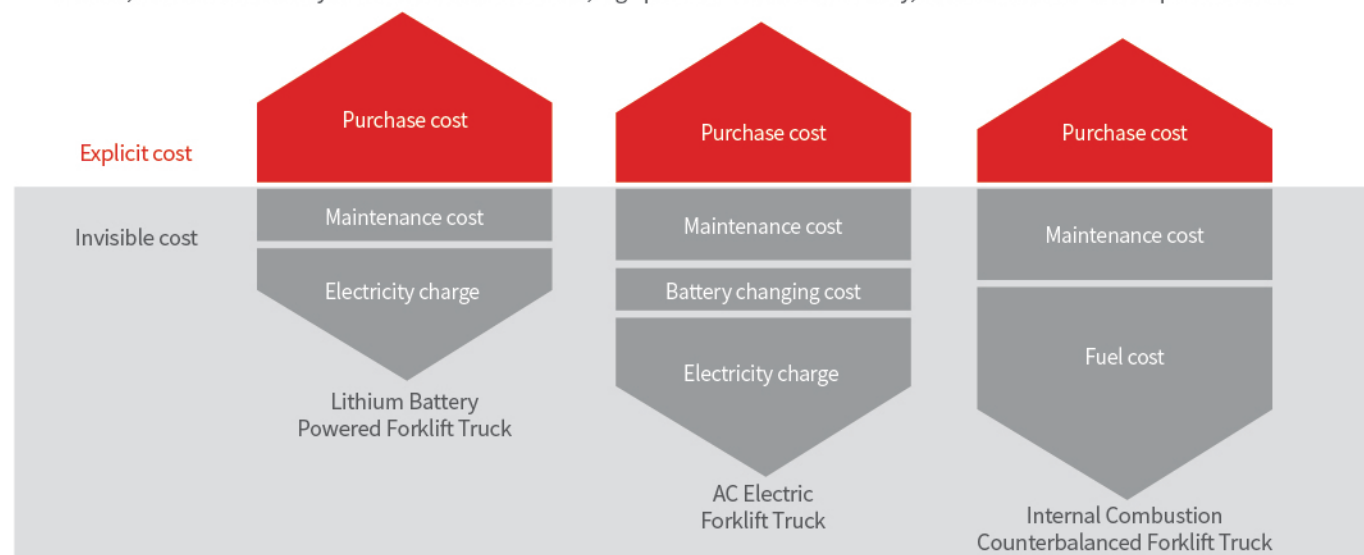 Purchase cost
Purchase cost
Purchase cost
Explicit cost
Maintenance cost
Maintenance cost
Maintenance cost
Invisible cost
Electricity charge
Battery changing cost
Fuel cost
Electricity charge
Lithium Battery
Powered Forklift Truck
AC Electric
Forklift Truck
Internal Combustion
Counterbalanced Forklift Truck